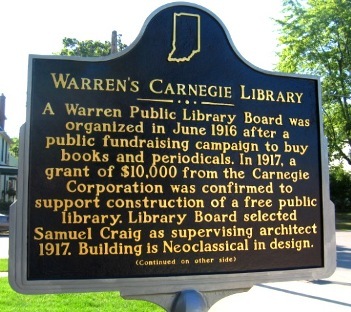 WARREN'S CARNEGIE LIBRARY
A Warren Public Library Board was
organized in June 1916 after a
public fundraising campaign to buy
books and periodicals. In 1917, a
grant of $10,000 from the Carnegie
Corporation was confirmed to
support construction of a free public
library. Library Board selected
Samuel Craig as supervising architect
1917. Building is Neoclassical in design.
(Continued on other side)